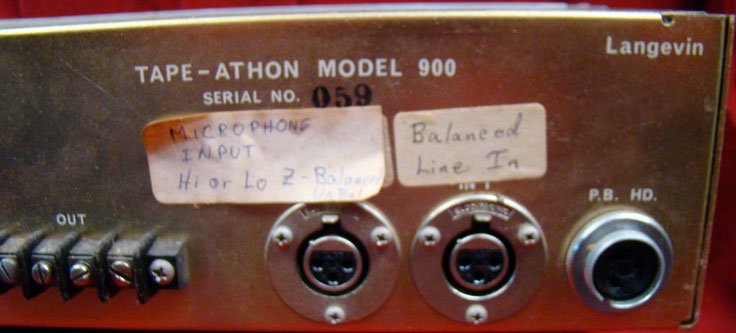 Langevin
TAPE-ATHON MODEL 900
SERIAL NO. 059
MICROPHONE
INPUT
Hi or Lo Z - Balanced
Balanced
Line In
P.B. HD.
OUT